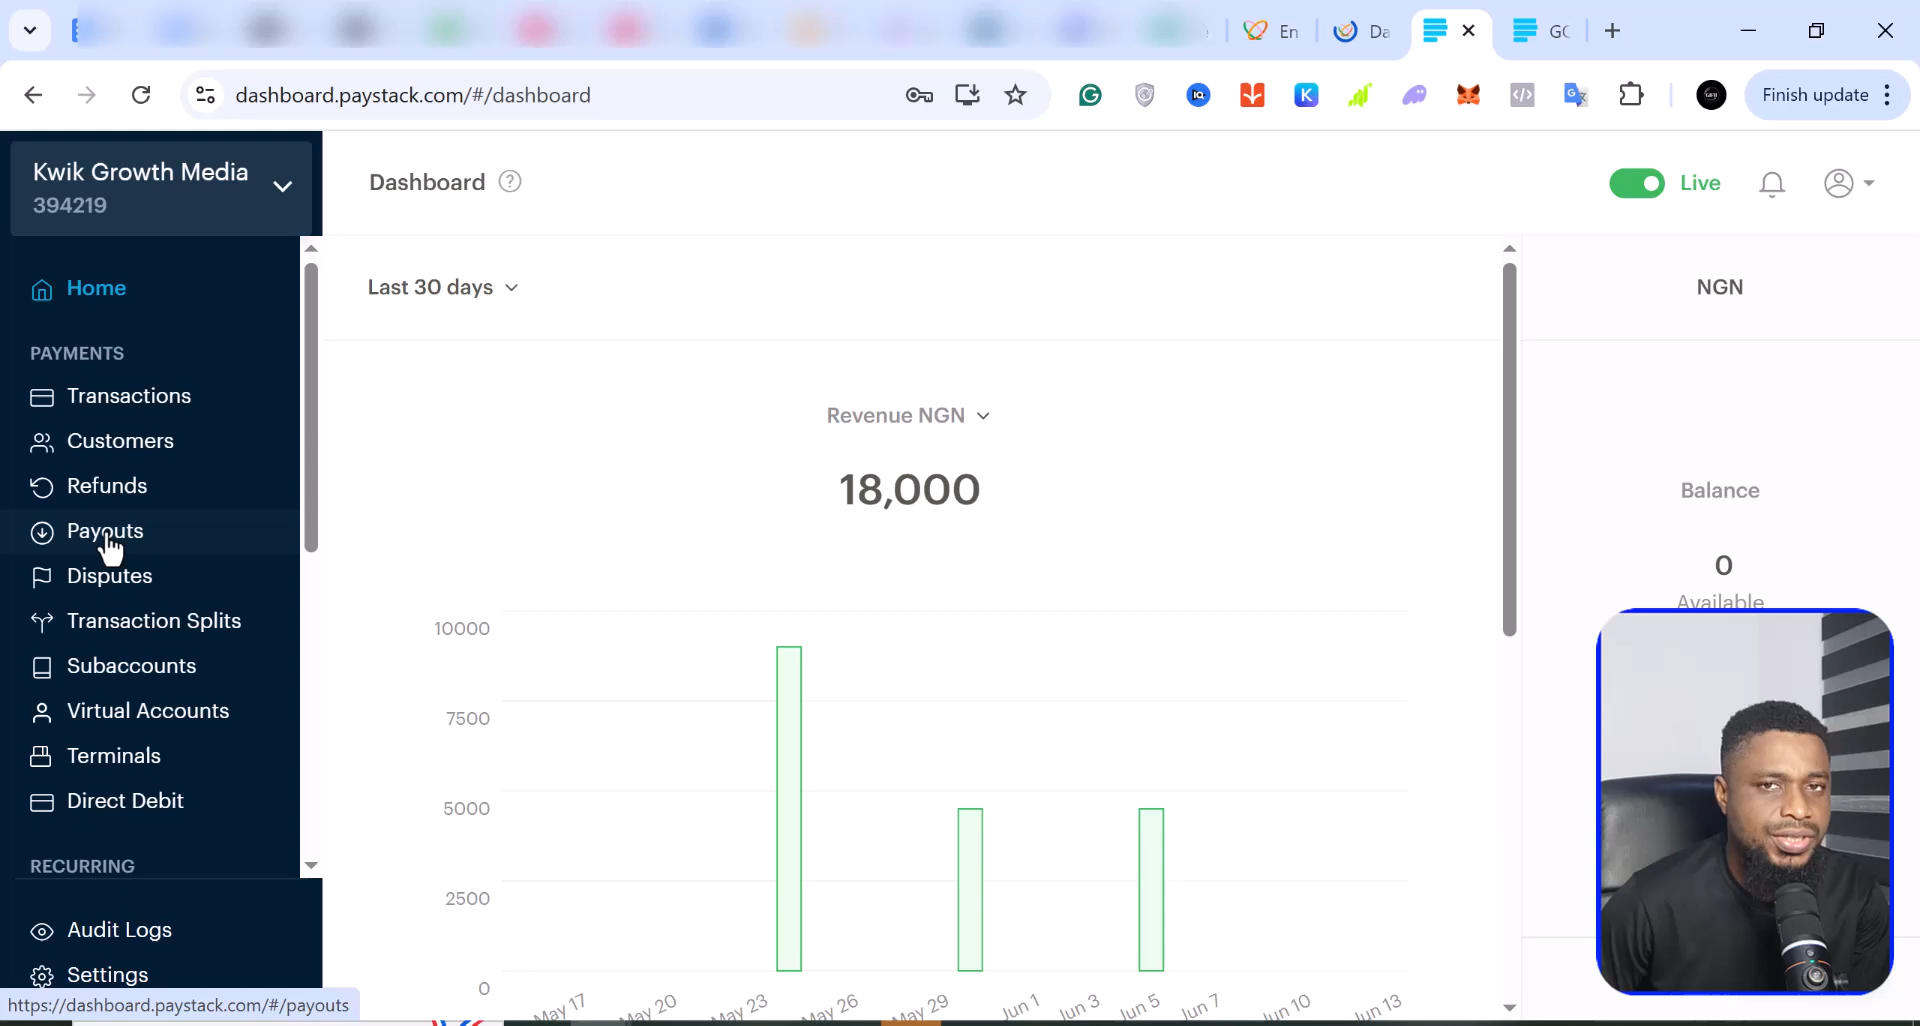 En
Da
GC
dashboard.paystack.com/#/dashboard
Finish update
Kwik Growth Media
394219
Dashboard
Live
Home
Last 30 days
NGN
PAYMENTS
Transactions
Customers
Refunds
Payouts
Disputes
Transaction Splits
Subaccounts
Virtual Accounts
Terminals
Direct Debit
RECURRING
Audit Logs
Settings
https://dashboard.paystack.com/#/payouts
Revenue NGN
18,000
10000
7500
5000
2500
0
May 17
May 20
May 23
May 26
May 29
Jun 1
Jun 3
Jun 5
Jun 7
Jun 10
Jun 13
Balance
0
Available